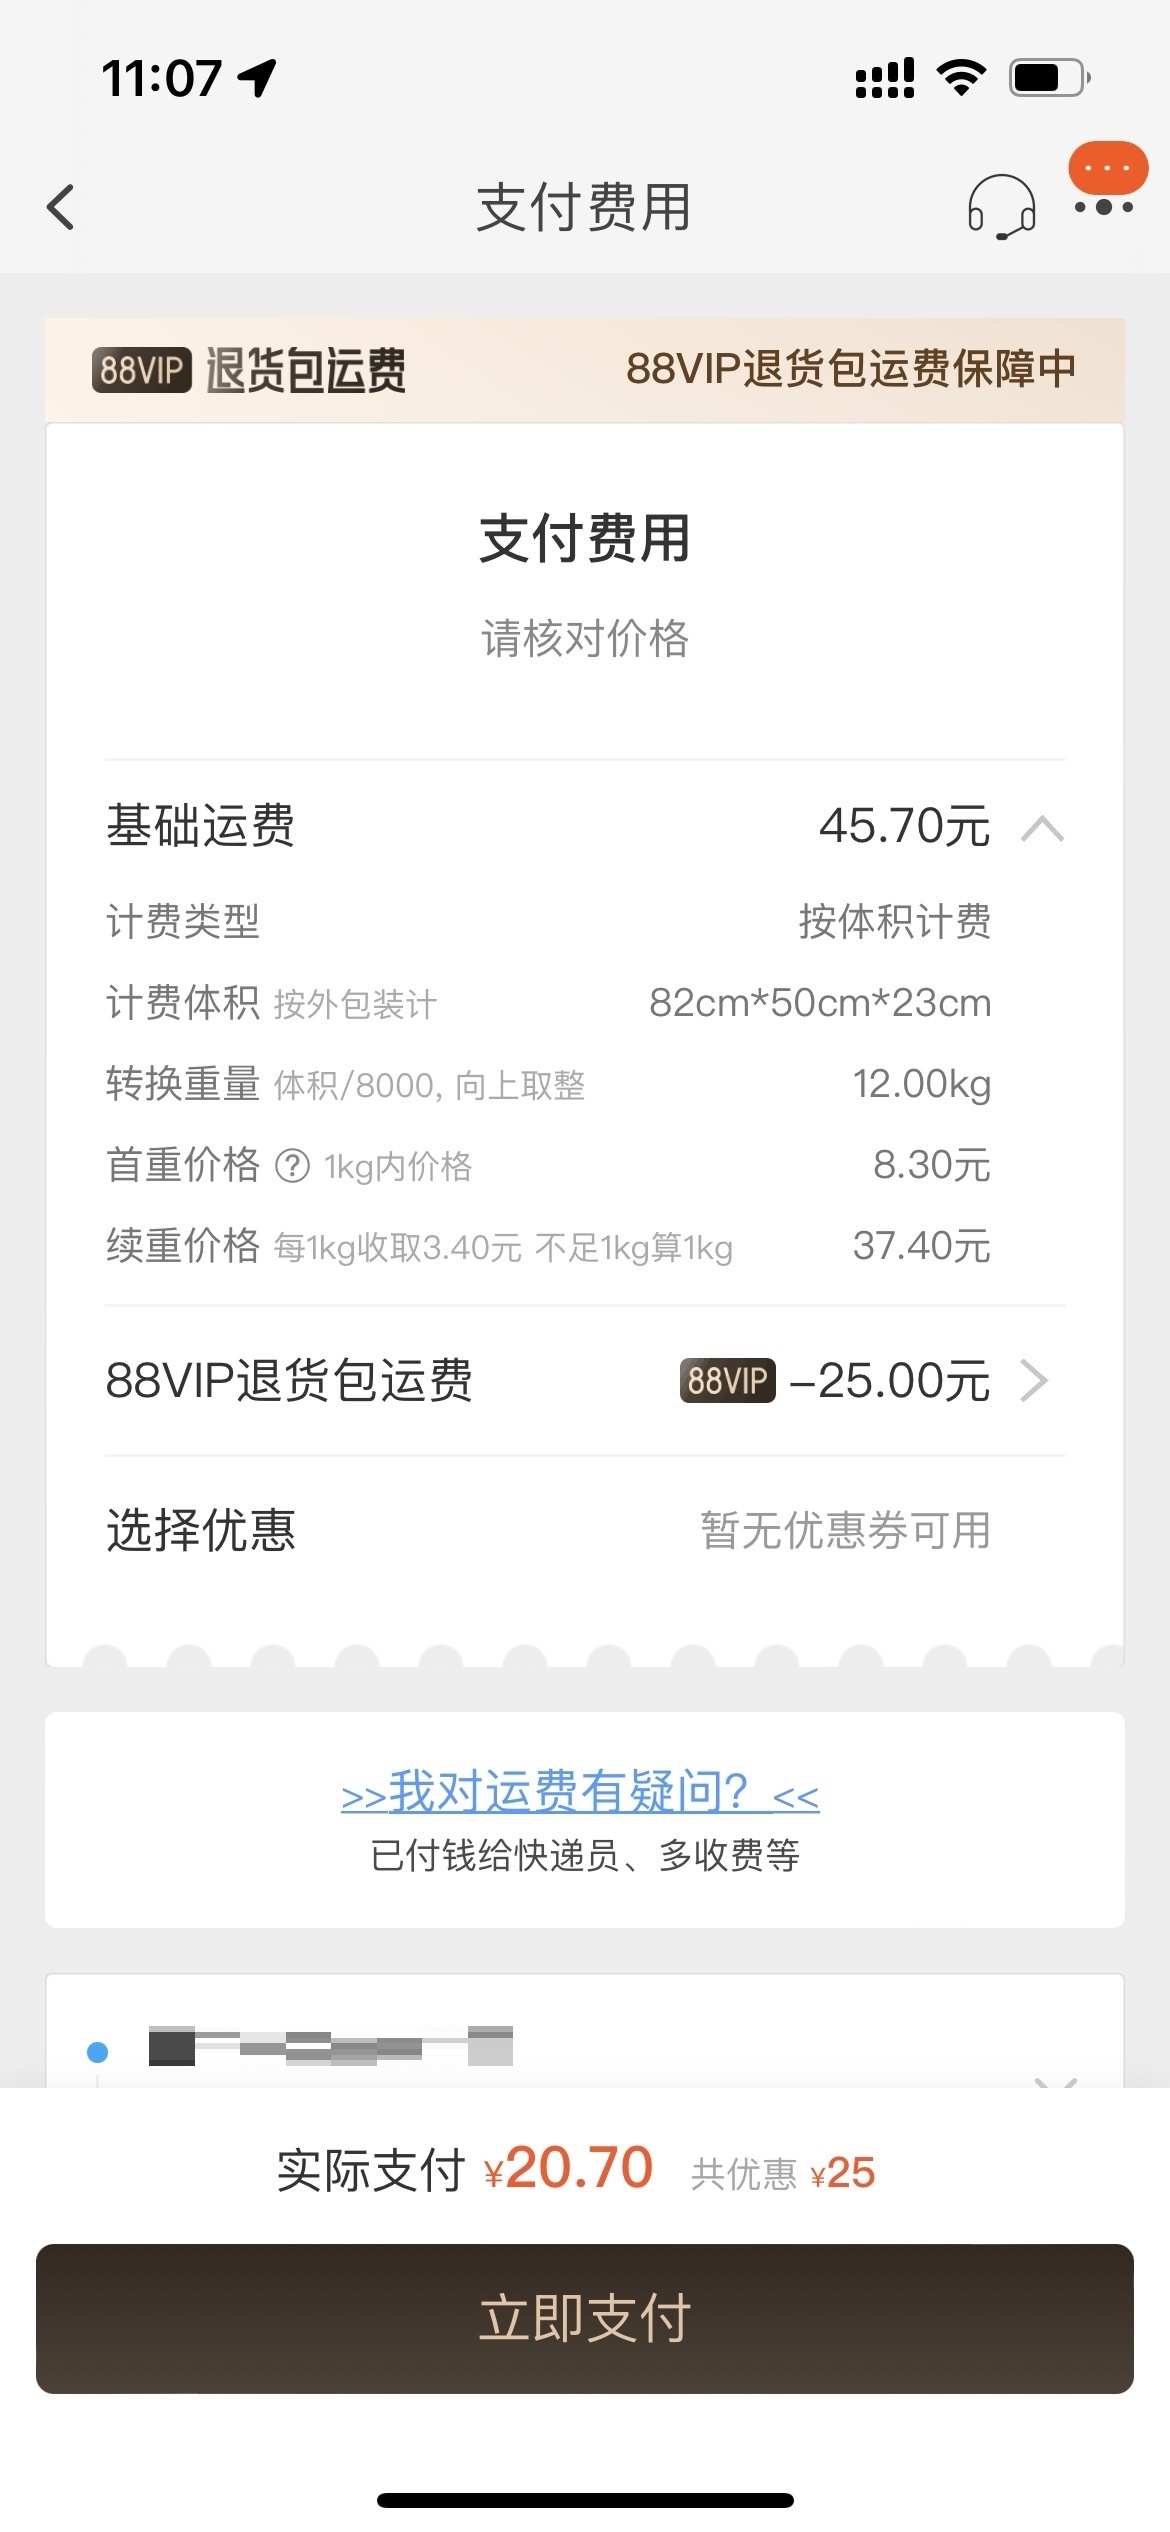 11:07
支付费用
88VIP 退货包运费 88VIP退货包运费保障中
支付费用
请核对价格
基础运费 45.70元
计费类型 按体积计费
计费体积 按外包装计 82cm*50cm*23cm
转换重量 体积/8000, 向上取整 12.00kg
首重价格 ? 1kg内价格 8.30元
续重价格 每1kg收取3.40元 不足1kg算1kg 37.40元
88VIP退货包运费 88VIP -25.00元
选择优惠 暂无优惠券可用
>>我对运费有疑问? <<
已付钱给快递员、多收费等
实际支付 ¥20.70 共优惠 ¥25
立即支付